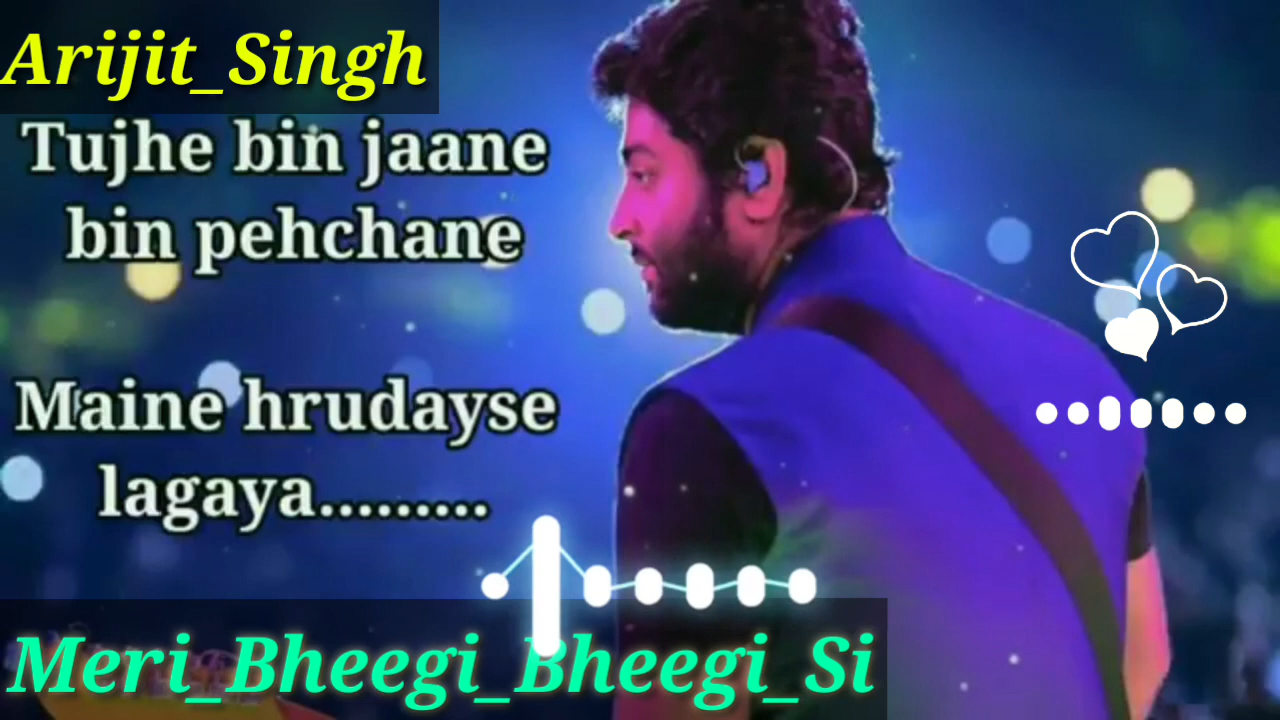 Arijit_Singh
Tujhe bin jaane
bin pehchane
Maine hrudayse
lagaya.........
Meri_Bheegi_Bheegi_Si